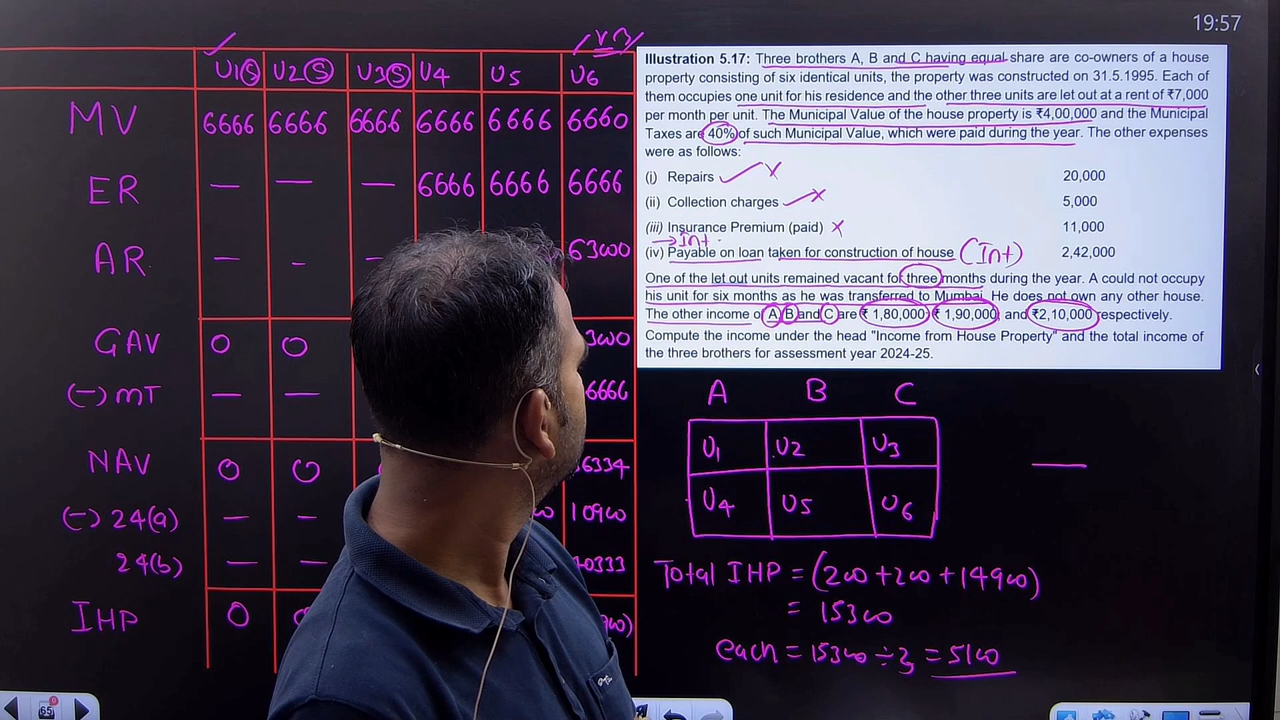 19:57
U1(S) U2(S) U3(S) U4 U5 U6
MV 6666 6666 6666 6666 6666 6660
ER — — — 6666 6666 6666
AR. — - - 63000
GAV 0 0 3000
(-) MT — — 6666
NAV 0 0 6334
(-) 24(a) — — 10900
24(b) — — 0333
IHP 0
Illustration 5.17: Three brothers A, B and C having equal share are co-owners of a house
property consisting of six identical units, the property was constructed on 31.5.1995. Each of
them occupies one unit for his residence and the other three units are let out at a rent of ₹7,000
per month per unit. The Municipal Value of the house property is ₹4,00,000 and the Municipal
Taxes are 40% of such Municipal Value, which were paid during the year. The other expenses
were as follows:
(i) Repairs 20,000
(ii) Collection charges 5,000
(iii) Insurance Premium (paid) 11,000
→Int
(iv) Payable on loan taken for construction of house (Int) 2,42,000
One of the let out units remained vacant for three months during the year. A could not occupy
his unit for six months as he was transferred to Mumbai. He does not own any other house.
The other income of A, B and C are ₹ 1,80,000, ₹ 1,90,000, and ₹2,10,000 respectively.
Compute the income under the head "Income from House Property" and the total income of
the three brothers for assessment year 2024-25.
A B C
U1 U2 U3
U4 U5 U6
Total IHP = (200 + 200 + 14900)
= 15300
each = 15300 ÷ 3 = 5100
65